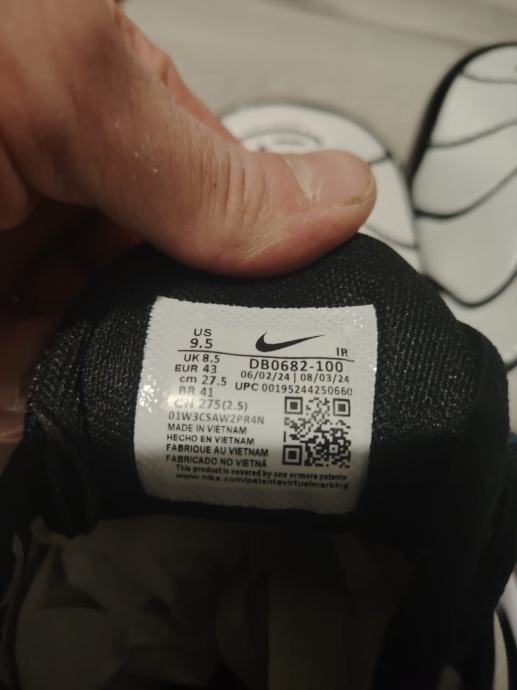 US
9.5
IR
UK 8.5 DB0682-100
EUR 43 06/02/24 | 08/03/24
cm 27.5 UPC 00195244250660
BR 41
CN 275(2.5)
01W3CSAW2PR4N
MADE IN VIETNAM
HECHO EN VIETNAM
FABRIQUE AU VIETNAM
FABRICADO NO VIETNÃ
This product is covered by one or more patents
www.nike.com/patentsvirtualmarking